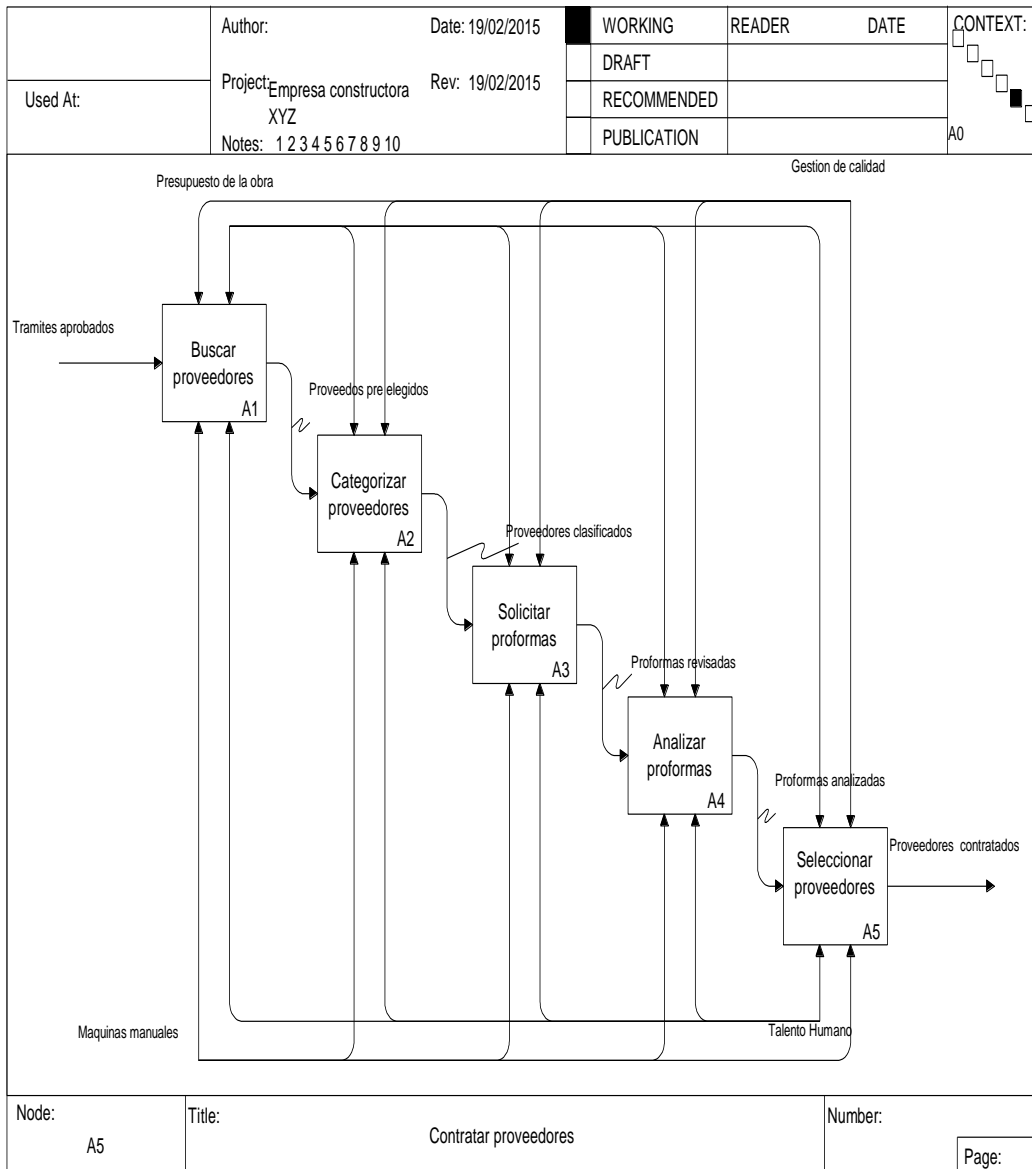 Used At:
Author:
Date: 19/02/2015
Project: Empresa constructora
XYZ
Rev: 19/02/2015
Notes: 1 2 3 4 5 6 7 8 9 10
WORKING
DRAFT
RECOMMENDED
PUBLICATION
READER
DATE
CONTEXT:
A0
Gestion de calidad
Presupuesto de la obra
Tramites aprobados
Buscar
proveedores
A1
Proveedos pre elegidos
Categorizar
proveedores
A2
Proveedores clasificados
Solicitar
proformas
A3
Proformas revisadas
Analizar
proformas
A4
Proformas analizadas
Seleccionar
proveedores
A5
Proveedores contratados
Maquinas manuales
Talento Humano
Node:
A5
Title:
Contratar proveedores
Number:
Page: